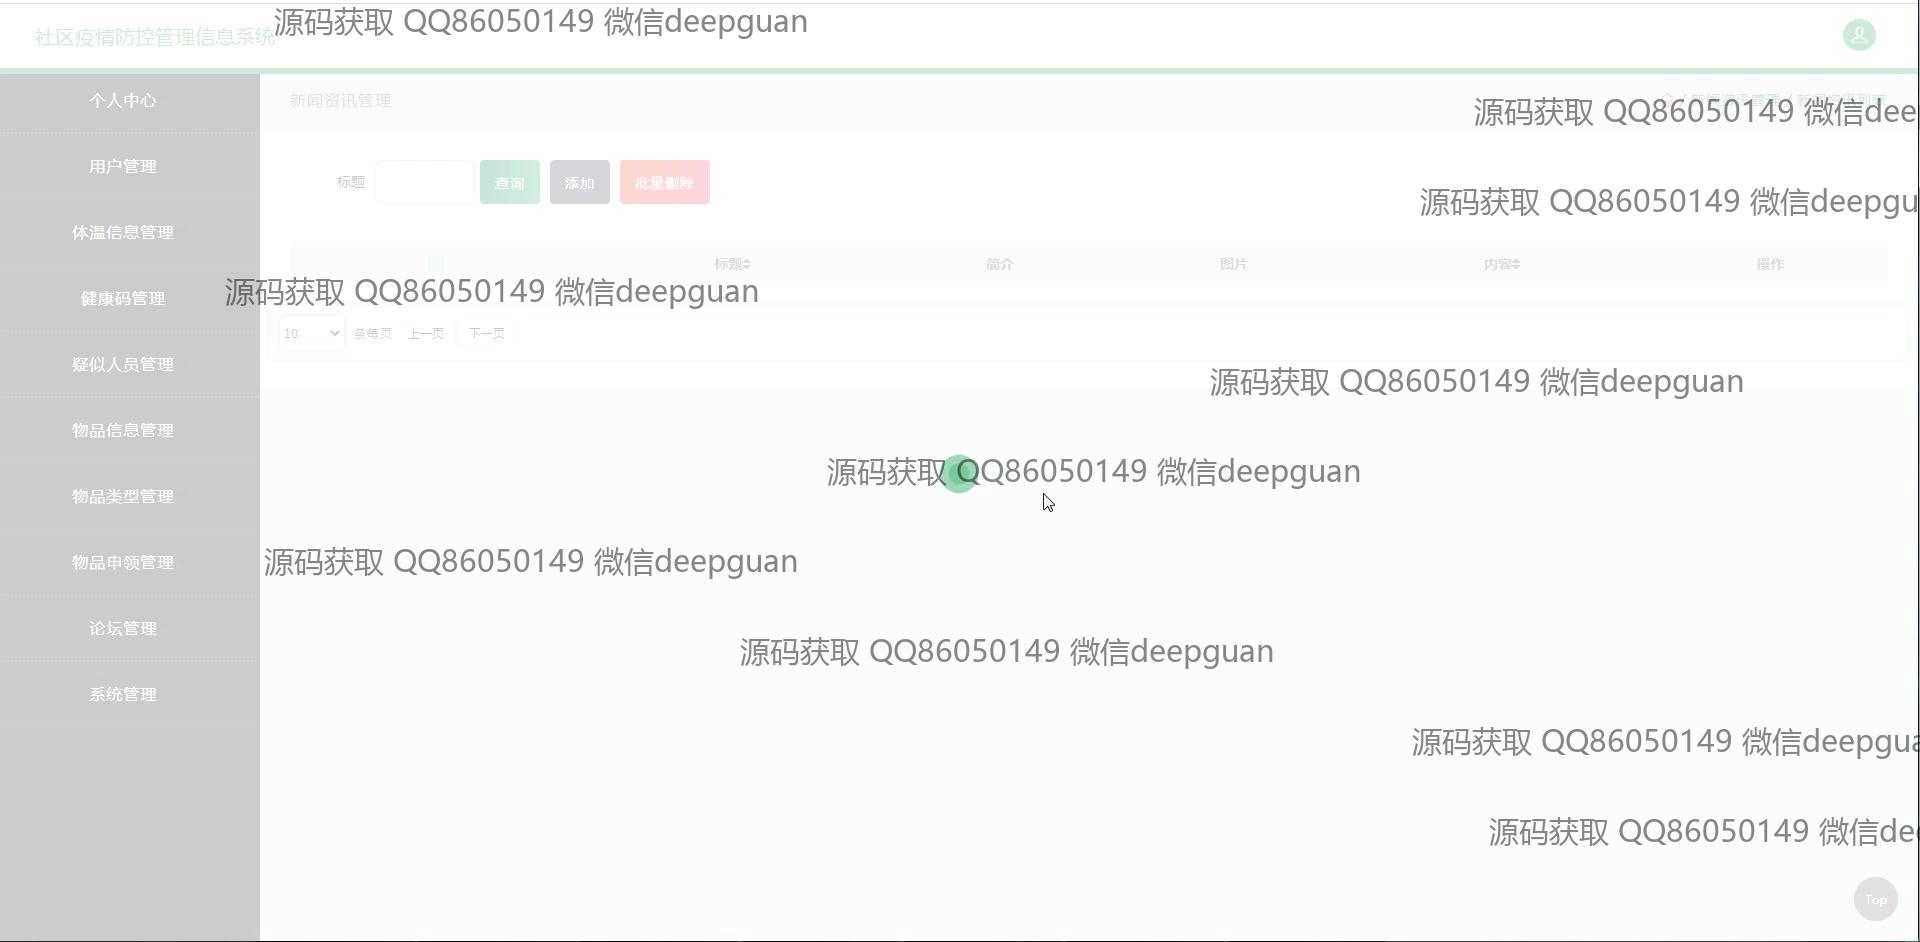 源码获取 QQ86050149 微信deepguan
社区疫情防控管理信息系统
个人中心
新闻资讯管理
源码获取 QQ86050149 微信dee
用户管理
标题 查询 添加 批量删除
源码获取 QQ86050149 微信deepgu
体温信息管理
标题 简介 图片 内容 操作
健康码管理
源码获取 QQ86050149 微信deepguan
10 条每页 上一页 下一页
疑似人员管理
源码获取 QQ86050149 微信deepguan
物品信息管理
源码获取 QQ86050149 微信deepguan
物品类型管理
物品申领管理
源码获取 QQ86050149 微信deepguan
论坛管理
源码获取 QQ86050149 微信deepguan
系统管理
源码获取 QQ86050149 微信deepgua
源码获取 QQ86050149 微信de
Top